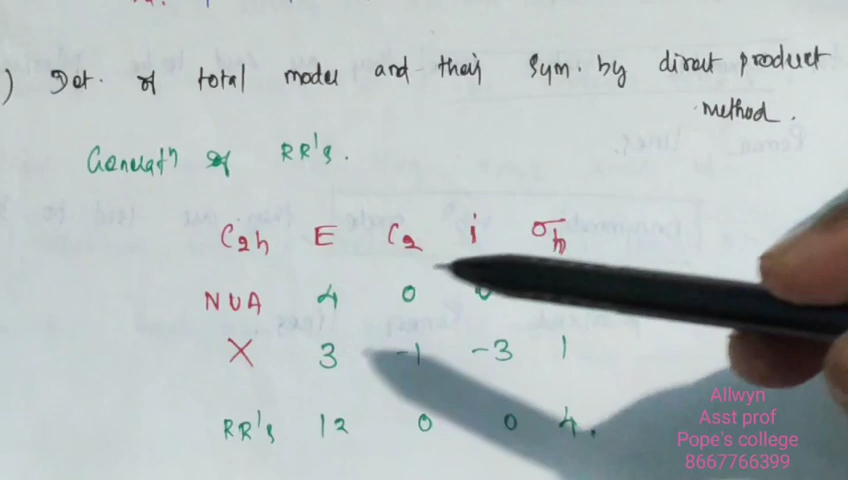 ) Det. of total modes and their sym. by direct product
method.
Generatn of RR's.
C2h E C2 i σh
NUA 4 0 0
X 3 -1 -3 1
RR's 12 0 0 4.
Allwyn
Asst prof
Pope's college
8667766399